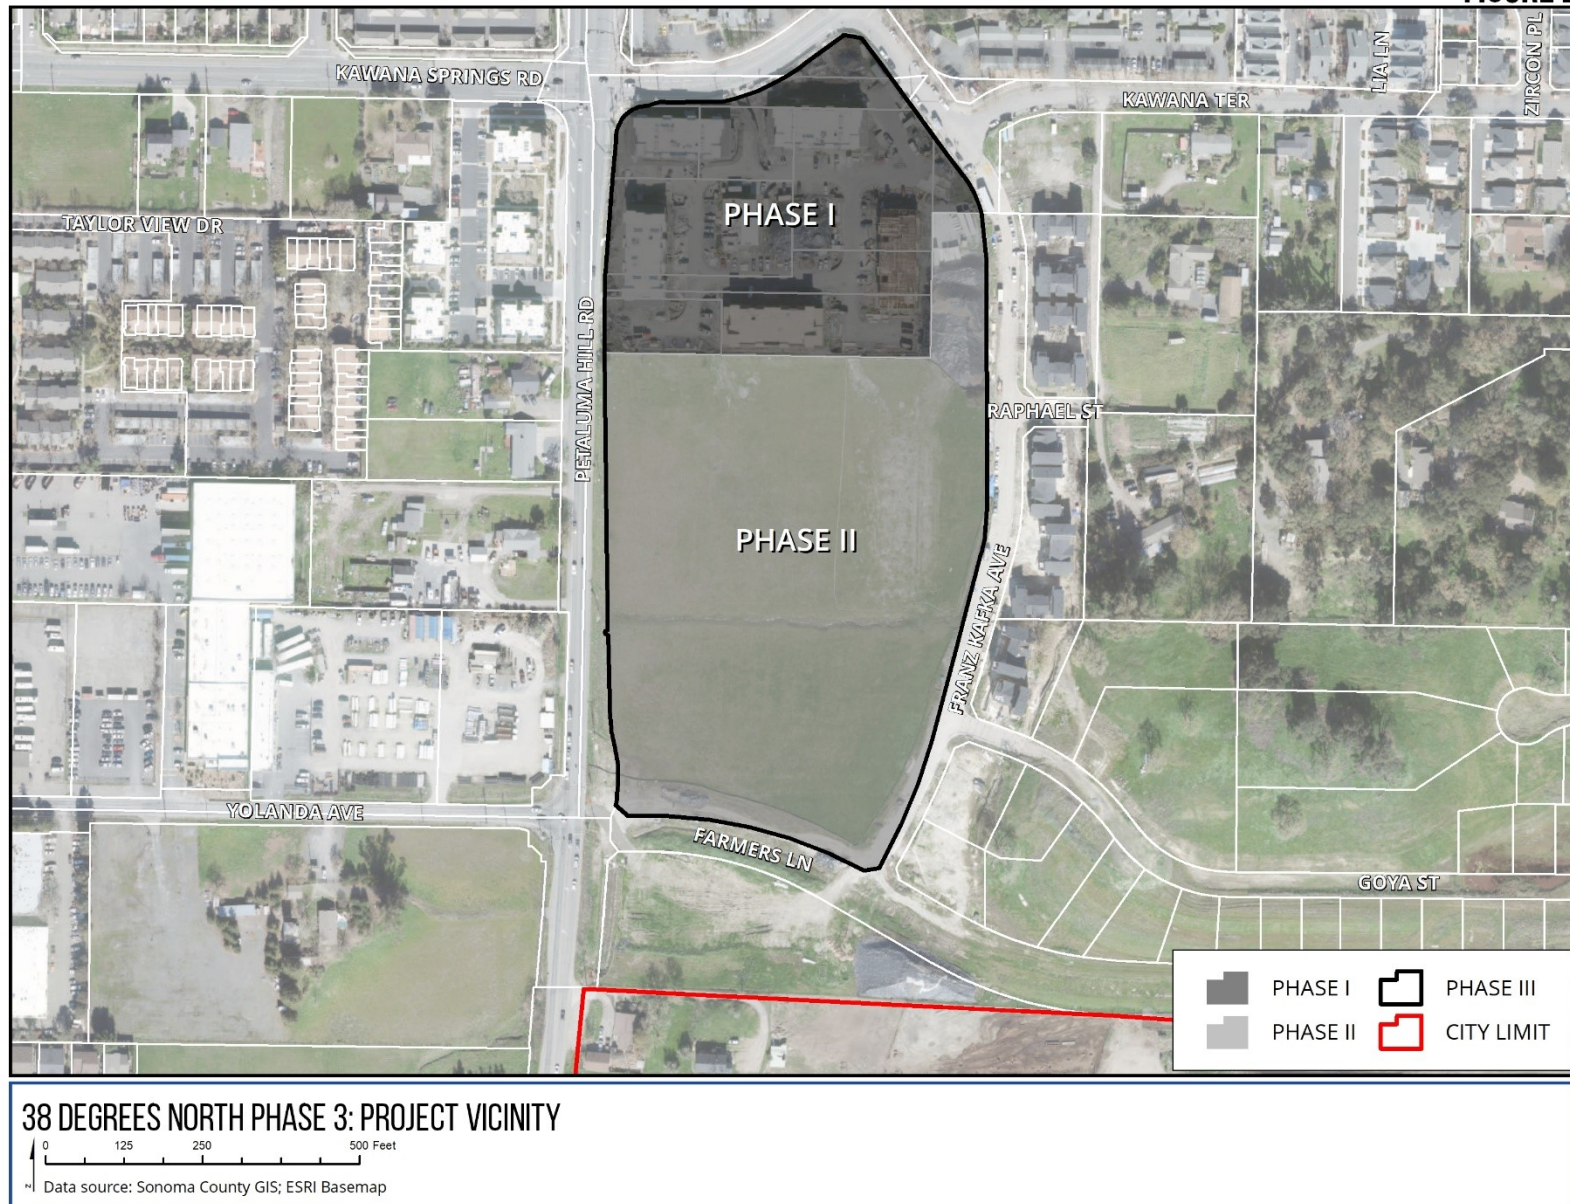 KAWANA SPRINGS RD
KAWANA TER
LIA LN
ZIRCON PL
TAYLOR VIEW DR
PHASE I
PETALUMA HILL RD
RAPHAEL ST
PHASE II
FRANZ KAFKA AVE
YOLANDA AVE
FARMERS LN
GOYA ST
PHASE I
PHASE III
PHASE II
CITY LIMIT
38 DEGREES NORTH PHASE 3: PROJECT VICINITY
0 125 250 500 Feet
N
Data source: Sonoma County GIS; ESRI Basemap